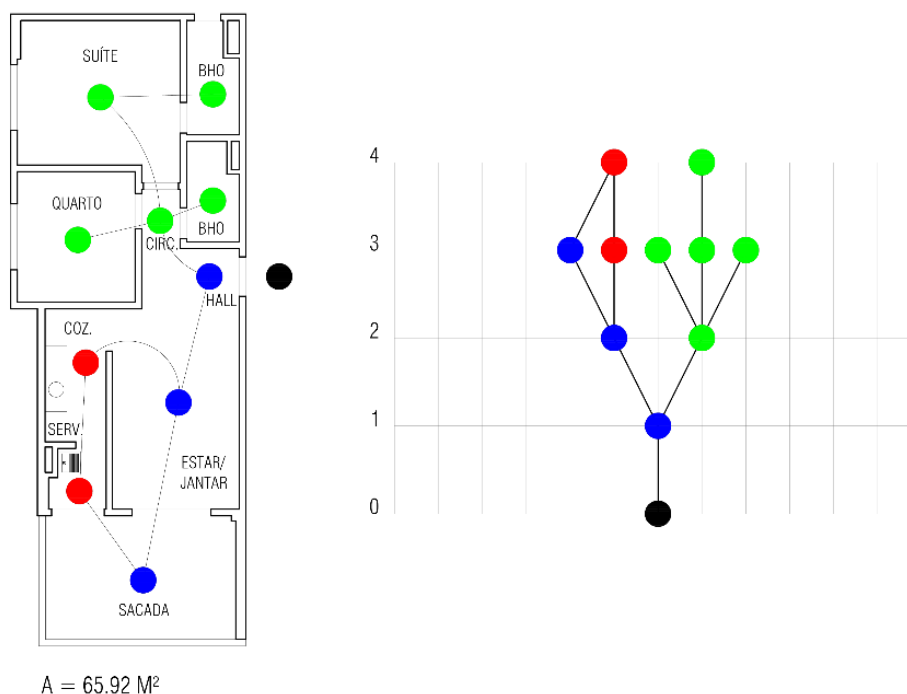 SUÍTE
BHO
QUARTO
BHO
CIRC.
HALL
COZ.
SERV.
ESTAR/
JANTAR
SACADA
A = 65.92 M²
4
3
2
1
0